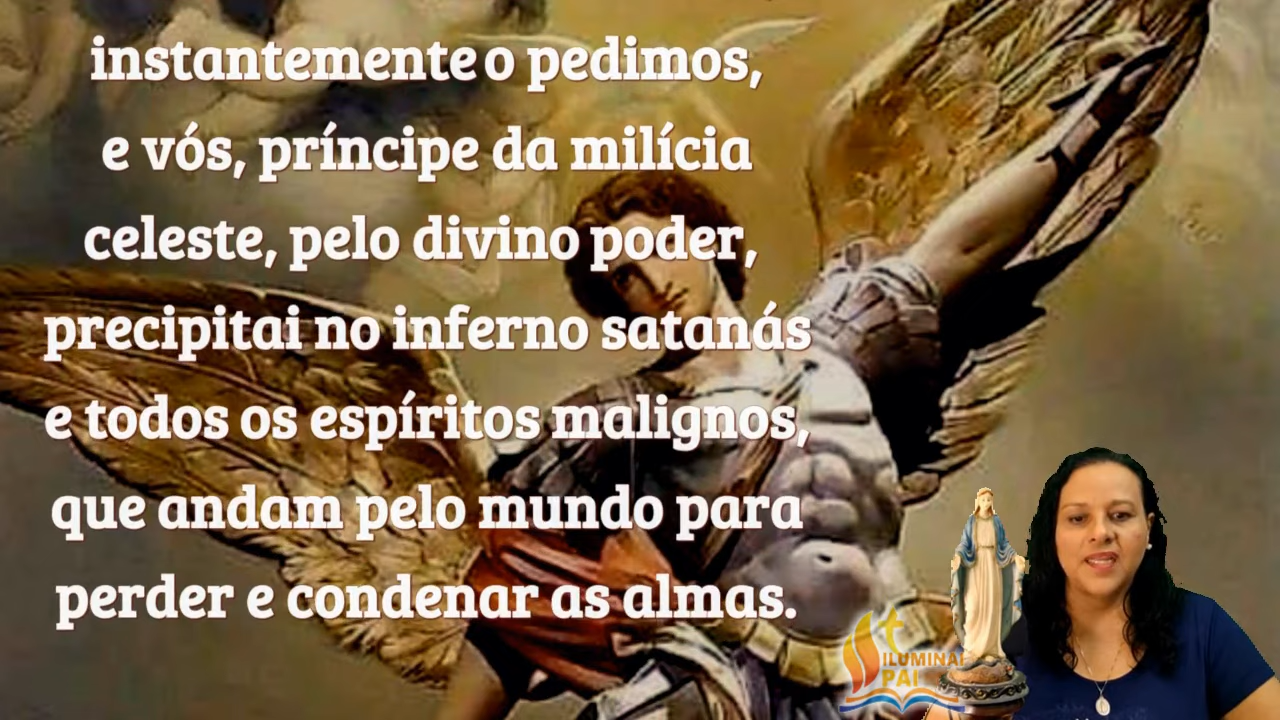 instantemente o pedimos,
e vós, príncipe da milícia
celeste, pelo divino poder,
precipitai no inferno satanás
e todos os espíritos malignos,
que andam pelo mundo para
perder e condenar as almas.
ILUMINAI
PAI